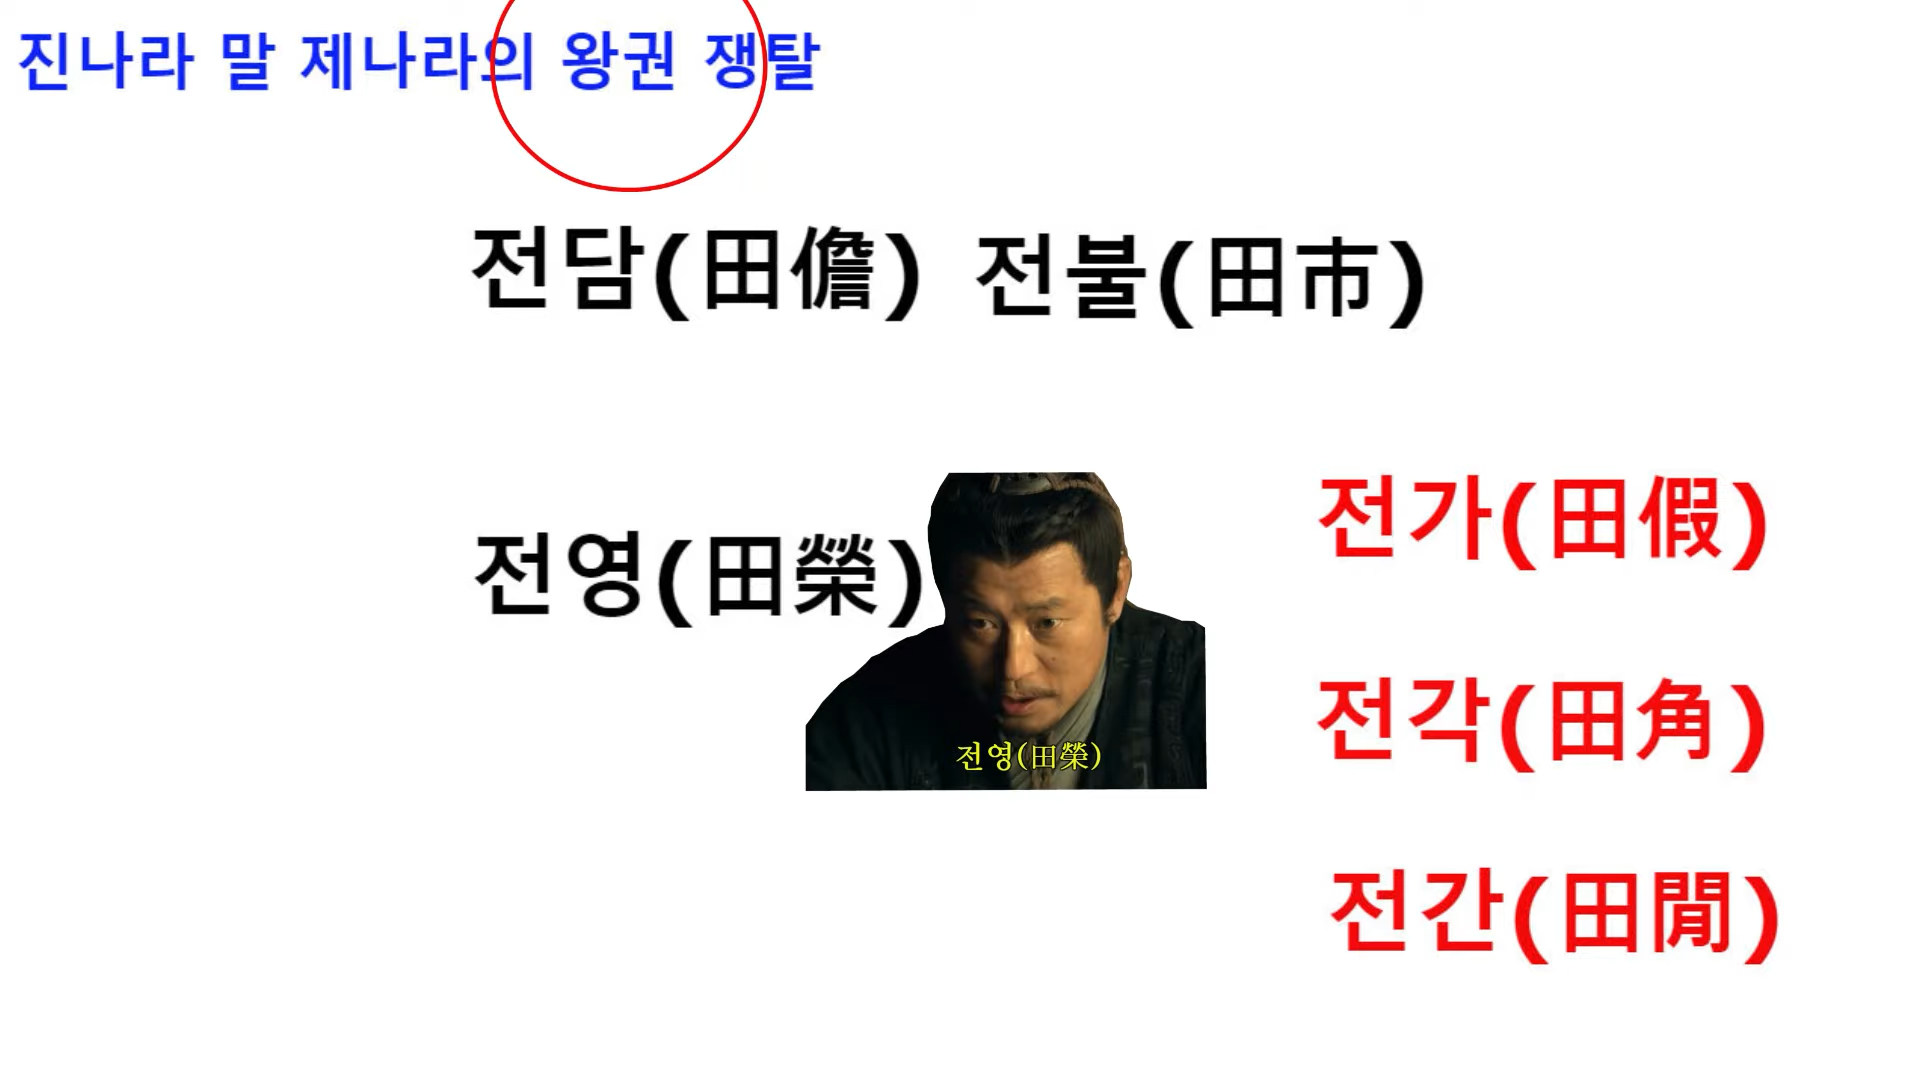 진나라 말 제나라의 왕권 쟁탈
전담(田儋) 전불(田市)
전영(田榮)
전영(田榮)
전가(田假)
전각(田角)
전간(田閒)